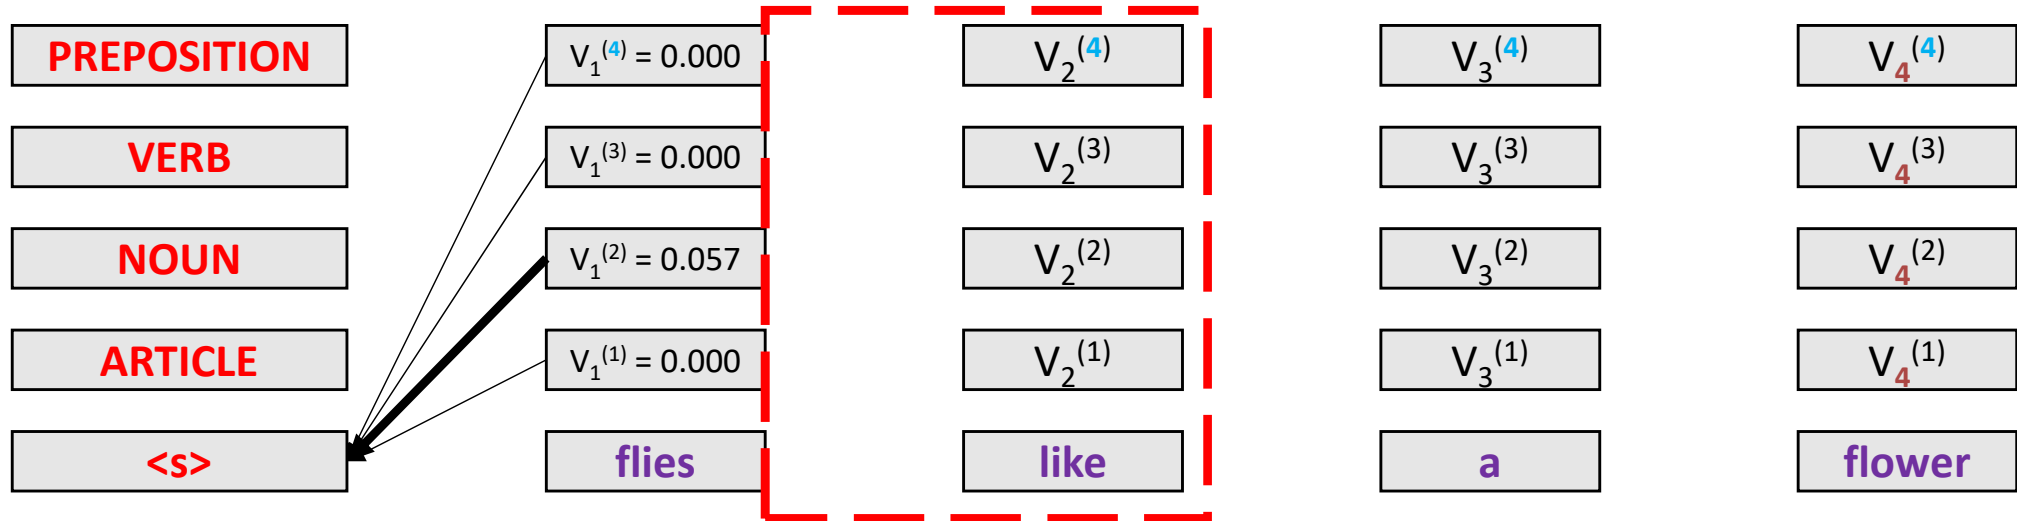 PREPOSITION V₁⁽⁴⁾ = 0.000 V₂⁽⁴⁾ V₃⁽⁴⁾ V₄⁽⁴⁾
VERB V₁⁽³⁾ = 0.000 V₂⁽³⁾ V₃⁽³⁾ V₄⁽³⁾
NOUN V₁⁽²⁾ = 0.057 V₂⁽²⁾ V₃⁽²⁾ V₄⁽²⁾
ARTICLE V₁⁽¹⁾ = 0.000 V₂⁽¹⁾ V₃⁽¹⁾ V₄⁽¹⁾
<s> flies like a flower